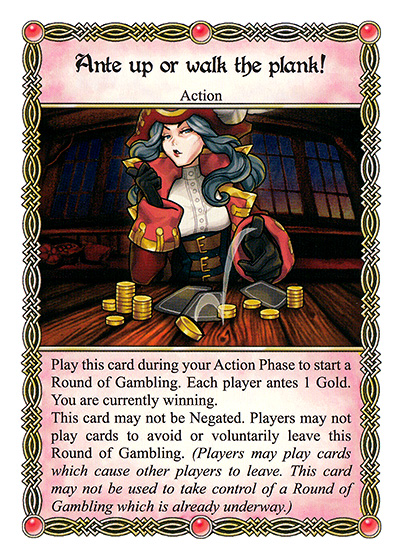 Ante up or walk the plank!
Action
Play this card during your Action Phase to start a
Round of Gambling. Each player antes 1 Gold.
You are currently winning.
This card may not be Negated. Players may not
play cards to avoid or voluntarily leave this
Round of Gambling. (Players may play cards
which cause other players to leave. This card
may not be used to take control of a Round of
Gambling which is already underway.)